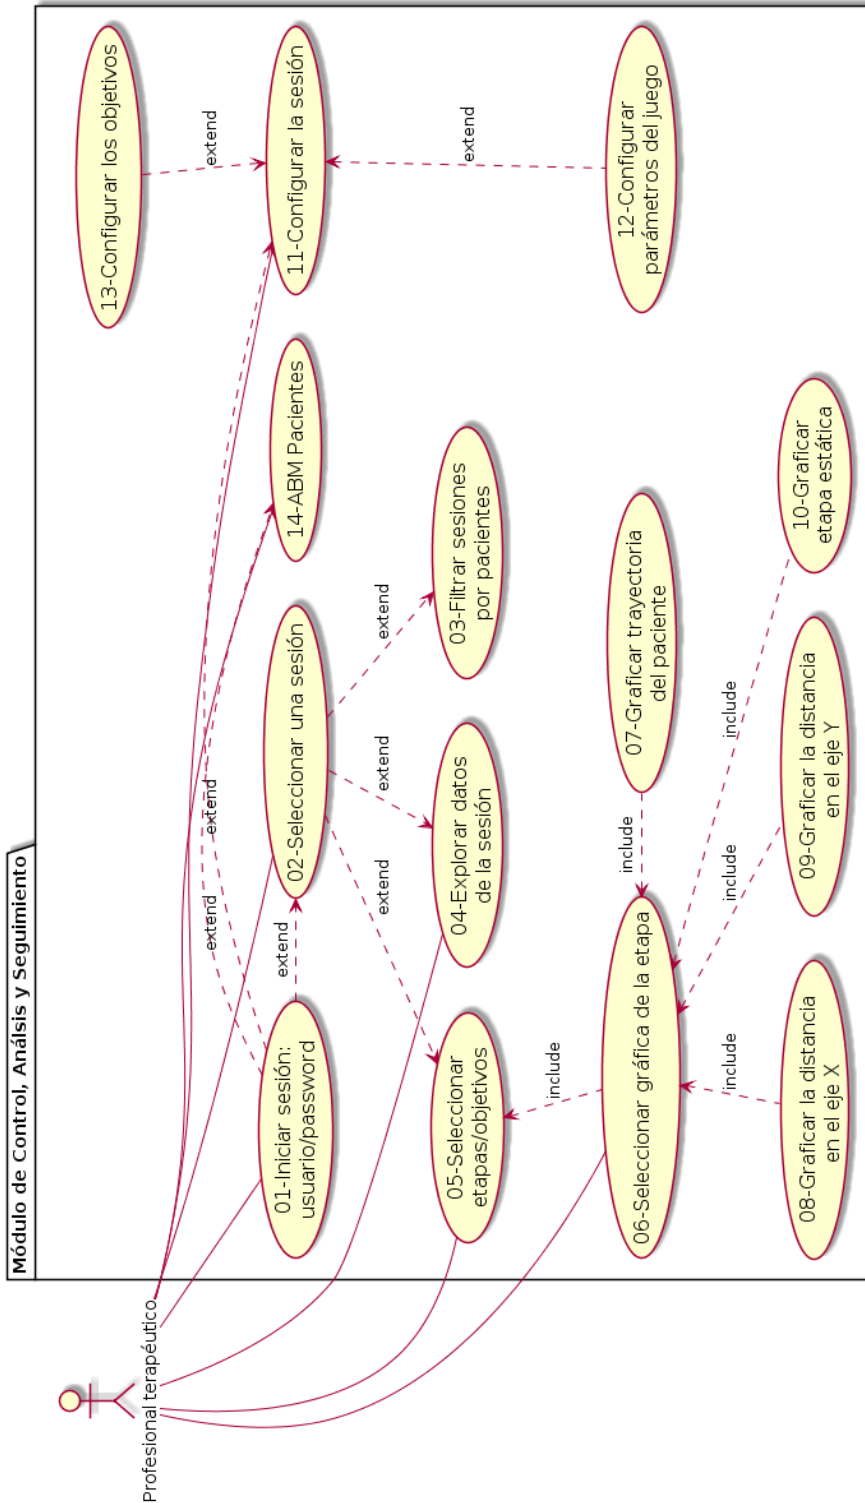 Módulo de Control, Análsis y Seguimiento
Profesional terapéutico
13-Configurar los objetivos
extend
11-Configurar la sesión
extend
12-Configurar
parámetros del juego
14-ABM Pacientes
extend
extend
01-Iniciar sesión:
usuario/password
extend
02-Seleccionar una sesión
extend
extend
extend
03-Filtrar sesiones
por pacientes
04-Explorar datos
de la sesión
05-Seleccionar
etapas/objetivos
include
06-Seleccionar gráfica de la etapa
include
07-Graficar trayectoria
del paciente
include
include
include
08-Graficar la distancia
en el eje X
09-Graficar la distancia
en el eje Y
10-Graficar
etapa estática